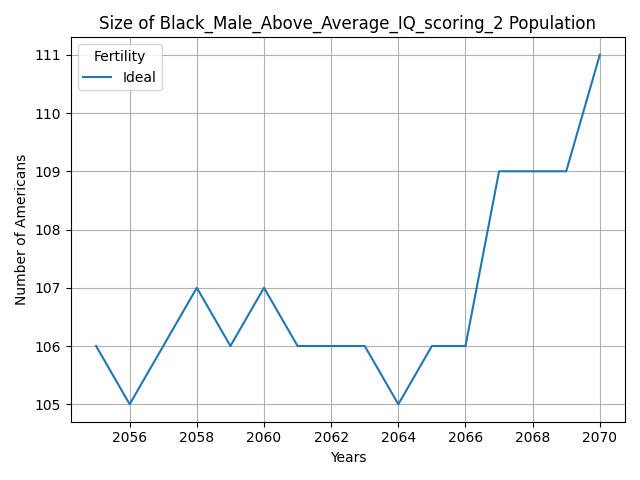 Size of Black_Male_Above_Average_IQ_scoring_2 Population
Fertility
Ideal
Number of Americans
111
110
109
108
107
106
105
2056 2058 2060 2062 2064 2066 2068 2070
Years